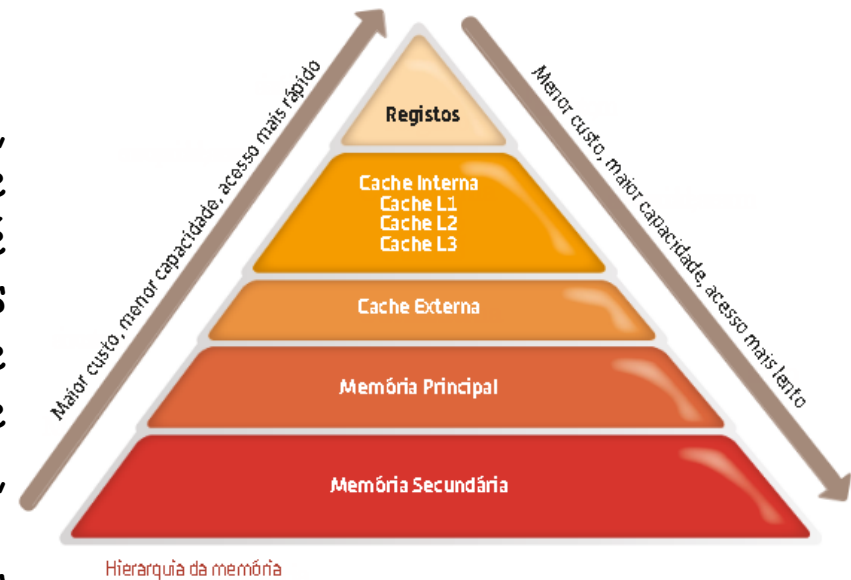 Maior custo, menor capacidade, acesso mais rápido
Menor custo, maior capacidade, acesso mais lento
Registos
Cache Interna
Cache L1
Cache L2
Cache L3
Cache Externa
Memória Principal
Memória Secundária
Hierarquia da memória